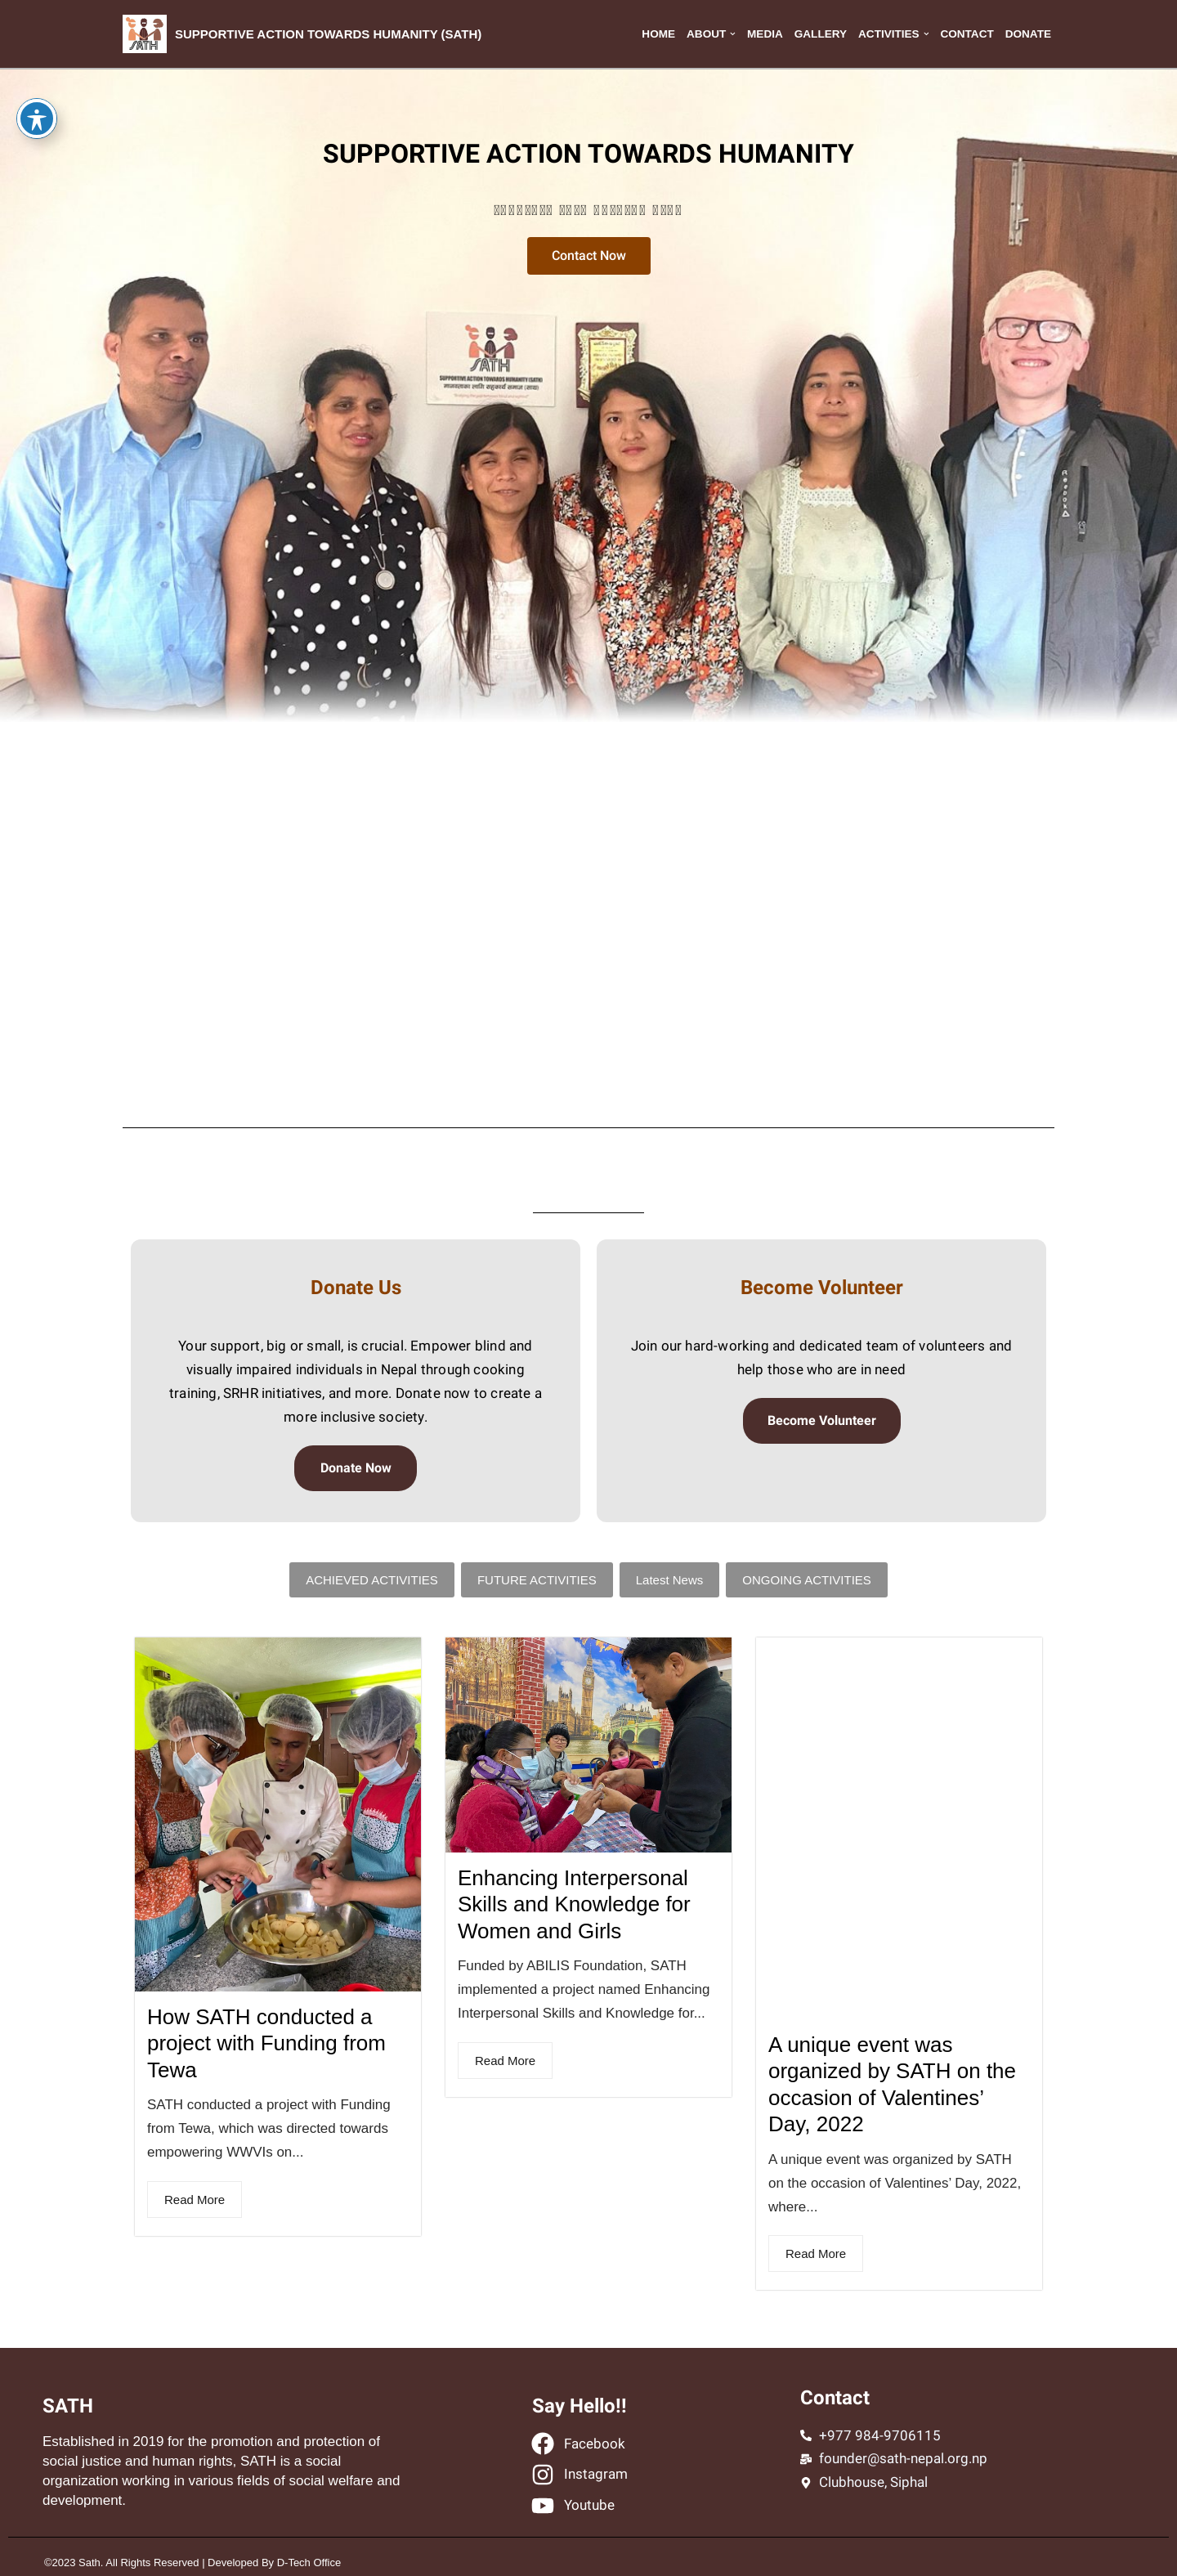 SATH
SUPPORTIVE ACTION TOWARDS HUMANITY (SATH)
HOME
ABOUT
MEDIA
GALLERY
ACTIVITIES
CONTACT
DONATE
SUPPORTIVE ACTION TOWARDS HUMANITY
Contact Now
SATH
SUPPORTIVE ACTION TOWARDS HUMANITY (SATH)
Donate Us
Your support, big or small, is crucial. Empower blind and
visually impaired individuals in Nepal through cooking
training, SRHR initiatives, and more. Donate now to create a
more inclusive society.
Donate Now
Become Volunteer
Join our hard-working and dedicated team of volunteers and
help those who are in need
Become Volunteer
ACHIEVED ACTIVITIES
FUTURE ACTIVITIES
Latest News
ONGOING ACTIVITIES
How SATH conducted a
project with Funding from
Tewa
SATH conducted a project with Funding
from Tewa, which was directed towards
empowering WWVIs on...
Read More
Enhancing Interpersonal
Skills and Knowledge for
Women and Girls
Funded by ABILIS Foundation, SATH
implemented a project named Enhancing
Interpersonal Skills and Knowledge for...
Read More
A unique event was
organized by SATH on the
occasion of Valentines’
Day, 2022
A unique event was organized by SATH
on the occasion of Valentines’ Day, 2022,
where...
Read More
SATH
Established in 2019 for the promotion and protection of
social justice and human rights, SATH is a social
organization working in various fields of social welfare and
development.
Say Hello!!
Facebook
Instagram
Youtube
Contact
+977 984-9706115
founder@sath-nepal.org.np
Clubhouse, Siphal
©2023 Sath. All Rights Reserved | Developed By D-Tech Office